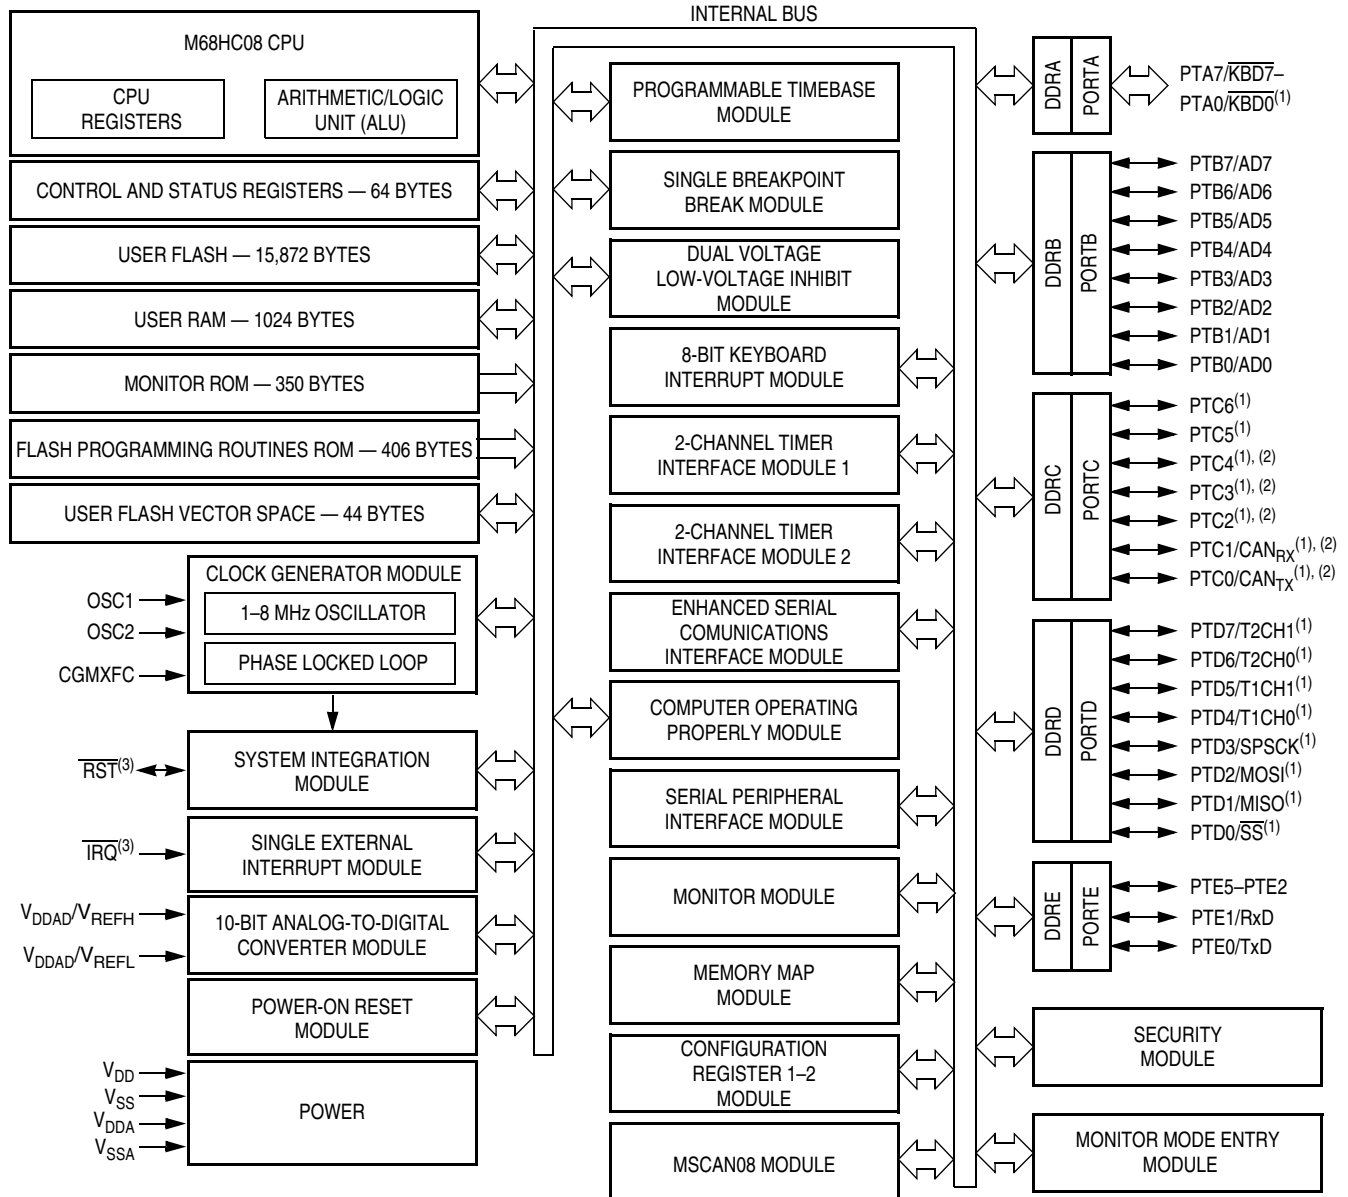 INTERNAL BUS
M68HC08 CPU
CPU
REGISTERS
ARITHMETIC/LOGIC
UNIT (ALU)
CONTROL AND STATUS REGISTERS — 64 BYTES
USER FLASH — 15,872 BYTES
USER RAM — 1024 BYTES
MONITOR ROM — 350 BYTES
FLASH PROGRAMMING ROUTINES ROM — 406 BYTES
USER FLASH VECTOR SPACE — 44 BYTES
CLOCK GENERATOR MODULE
1–8 MHz OSCILLATOR
PHASE LOCKED LOOP
OSC1
OSC2
CGMXFC
SYSTEM INTEGRATION
MODULE
RST(3)
SINGLE EXTERNAL
INTERRUPT MODULE
IRQ(3)
10-BIT ANALOG-TO-DIGITAL
CONVERTER MODULE
VDDAD/VREFH
VDDAD/VREFL
POWER-ON RESET
MODULE
POWER
VDD
VSS
VDDA
VSSA
PROGRAMMABLE TIMEBASE
MODULE
SINGLE BREAKPOINT
BREAK MODULE
DUAL VOLTAGE
LOW-VOLTAGE INHIBIT
MODULE
8-BIT KEYBOARD
INTERRUPT MODULE
2-CHANNEL TIMER
INTERFACE MODULE 1
2-CHANNEL TIMER
INTERFACE MODULE 2
ENHANCED SERIAL
COMUNICATIONS
INTERFACE MODULE
COMPUTER OPERATING
PROPERLY MODULE
SERIAL PERIPHERAL
INTERFACE MODULE
MONITOR MODULE
MEMORY MAP
MODULE
CONFIGURATION
REGISTER 1–2
MODULE
MSCAN08 MODULE
DDRA
PORTA
PTA7/KBD7–
PTA0/KBD0(1)
DDRB
PORTB
PTB7/AD7
PTB6/AD6
PTB5/AD5
PTB4/AD4
PTB3/AD3
PTB2/AD2
PTB1/AD1
PTB0/AD0
DDRC
PORTC
PTC6(1)
PTC5(1)
PTC4(1), (2)
PTC3(1), (2)
PTC2(1), (2)
PTC1/CANRX(1), (2)
PTC0/CANTX(1), (2)
DDRD
PORTD
PTD7/T2CH1(1)
PTD6/T2CH0(1)
PTD5/T1CH1(1)
PTD4/T1CH0(1)
PTD3/SPSCK(1)
PTD2/MOSI(1)
PTD1/MISO(1)
PTD0/SS(1)
DDRE
PORTE
PTE5–PTE2
PTE1/RxD
PTE0/TxD
SECURITY
MODULE
MONITOR MODE ENTRY
MODULE